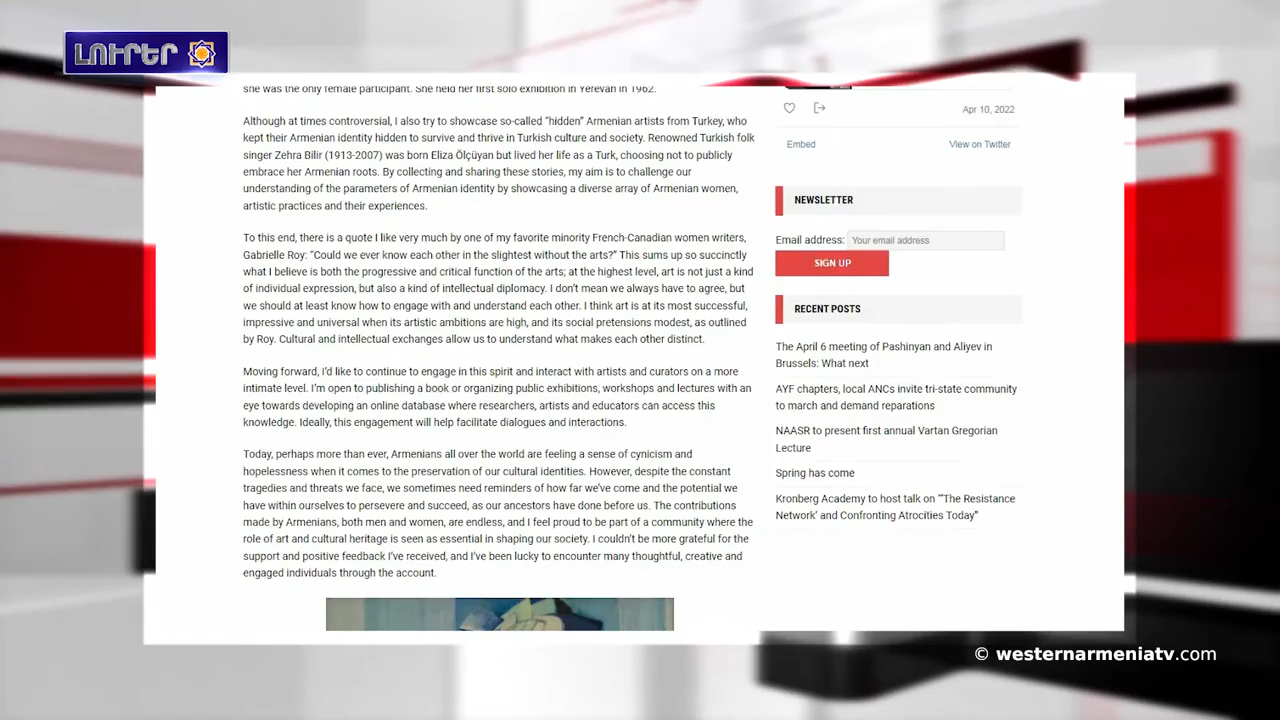 ԼՈՒՐԵՐ
she was the only female participant. She held her first solo exhibition in Yerevan in 1962.
Although at times controversial, I also try to showcase so-called “hidden” Armenian artists from Turkey, who
kept their Armenian identity hidden to survive and thrive in Turkish culture and society. Renowned Turkish folk
singer Zehra Bilir (1913-2007) was born Eliza Ölçüyan but lived her life as a Turk, choosing not to publicly
embrace her Armenian roots. By collecting and sharing these stories, my aim is to challenge our
understanding of the parameters of Armenian identity by showcasing a diverse array of Armenian women,
artistic practices and their experiences.
To this end, there is a quote I like very much by one of my favorite minority French-Canadian women writers,
Gabrielle Roy: “Could we ever know each other in the slightest without the arts?” This sums up so succinctly
what I believe is both the progressive and critical function of the arts; at the highest level, art is not just a kind
of individual expression, but also a kind of intellectual diplomacy. I don’t mean we always have to agree, but
we should at least know how to engage with and understand each other. I think art is at its most successful,
impressive and universal when its artistic ambitions are high, and its social pretensions modest, as outlined
by Roy. Cultural and intellectual exchanges allow us to understand what makes each other distinct.
Moving forward, I’d like to continue to engage in this spirit and interact with artists and curators on a more
intimate level. I’m open to publishing a book or organizing public exhibitions, workshops and lectures with an
eye towards developing an online database where researchers, artists and educators can access this
knowledge. Ideally, this engagement will help facilitate dialogues and interactions.
Today, perhaps more than ever, Armenians all over the world are feeling a sense of cynicism and
hopelessness when it comes to the preservation of our cultural identities. However, despite the constant
tragedies and threats we face, we sometimes need reminders of how far we’ve come and the potential we
have within ourselves to persevere and succeed, as our ancestors have done before us. The contributions
made by Armenians, both men and women, are endless, and I feel proud to be part of a community where the
role of art and cultural heritage is seen as essential in shaping our society. I couldn’t be more grateful for the
support and positive feedback I’ve received, and I’ve been lucky to encounter many thoughtful, creative and
engaged individuals through the account.
Apr 10, 2022
Embed View on Twitter
NEWSLETTER
Email address: Your email address
SIGN UP
RECENT POSTS
The April 6 meeting of Pashinyan and Aliyev in
Brussels: What next
AYF chapters, local ANCs invite tri-state community
to march and demand reparations
NAASR to present first annual Vartan Gregorian
Lecture
Spring has come
Kronberg Academy to host talk on “‘The Resistance
Network’ and Confronting Atrocities Today”
© westernarmeniatv.com